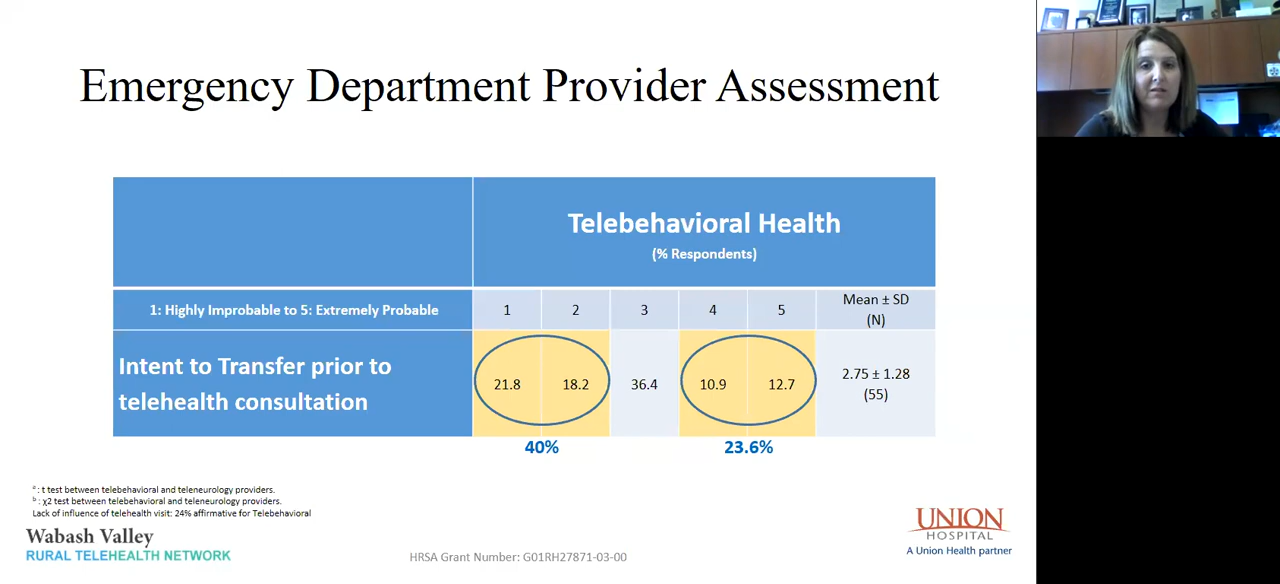 Emergency Department Provider Assessment
Telebehavioral Health
(% Respondents)
1: Highly Improbable to 5: Extremely Probable
1
2
3
4
5
Mean ± SD
(N)
Intent to Transfer prior to
telehealth consultation
21.8
18.2
36.4
10.9
12.7
2.75 ± 1.28
(55)
40%
23.6%
a : t test between telebehavioral and teleneurology providers.
b : χ2 test between telebehavioral and teleneurology providers.
Lack of influence of telehealth visit: 24% affirmative for Telebehavioral
Wabash Valley
RURAL TELEHEALTH NETWORK
HRSA Grant Number: G01RH27871-03-00
UNION
HOSPITAL
A Union Health partner